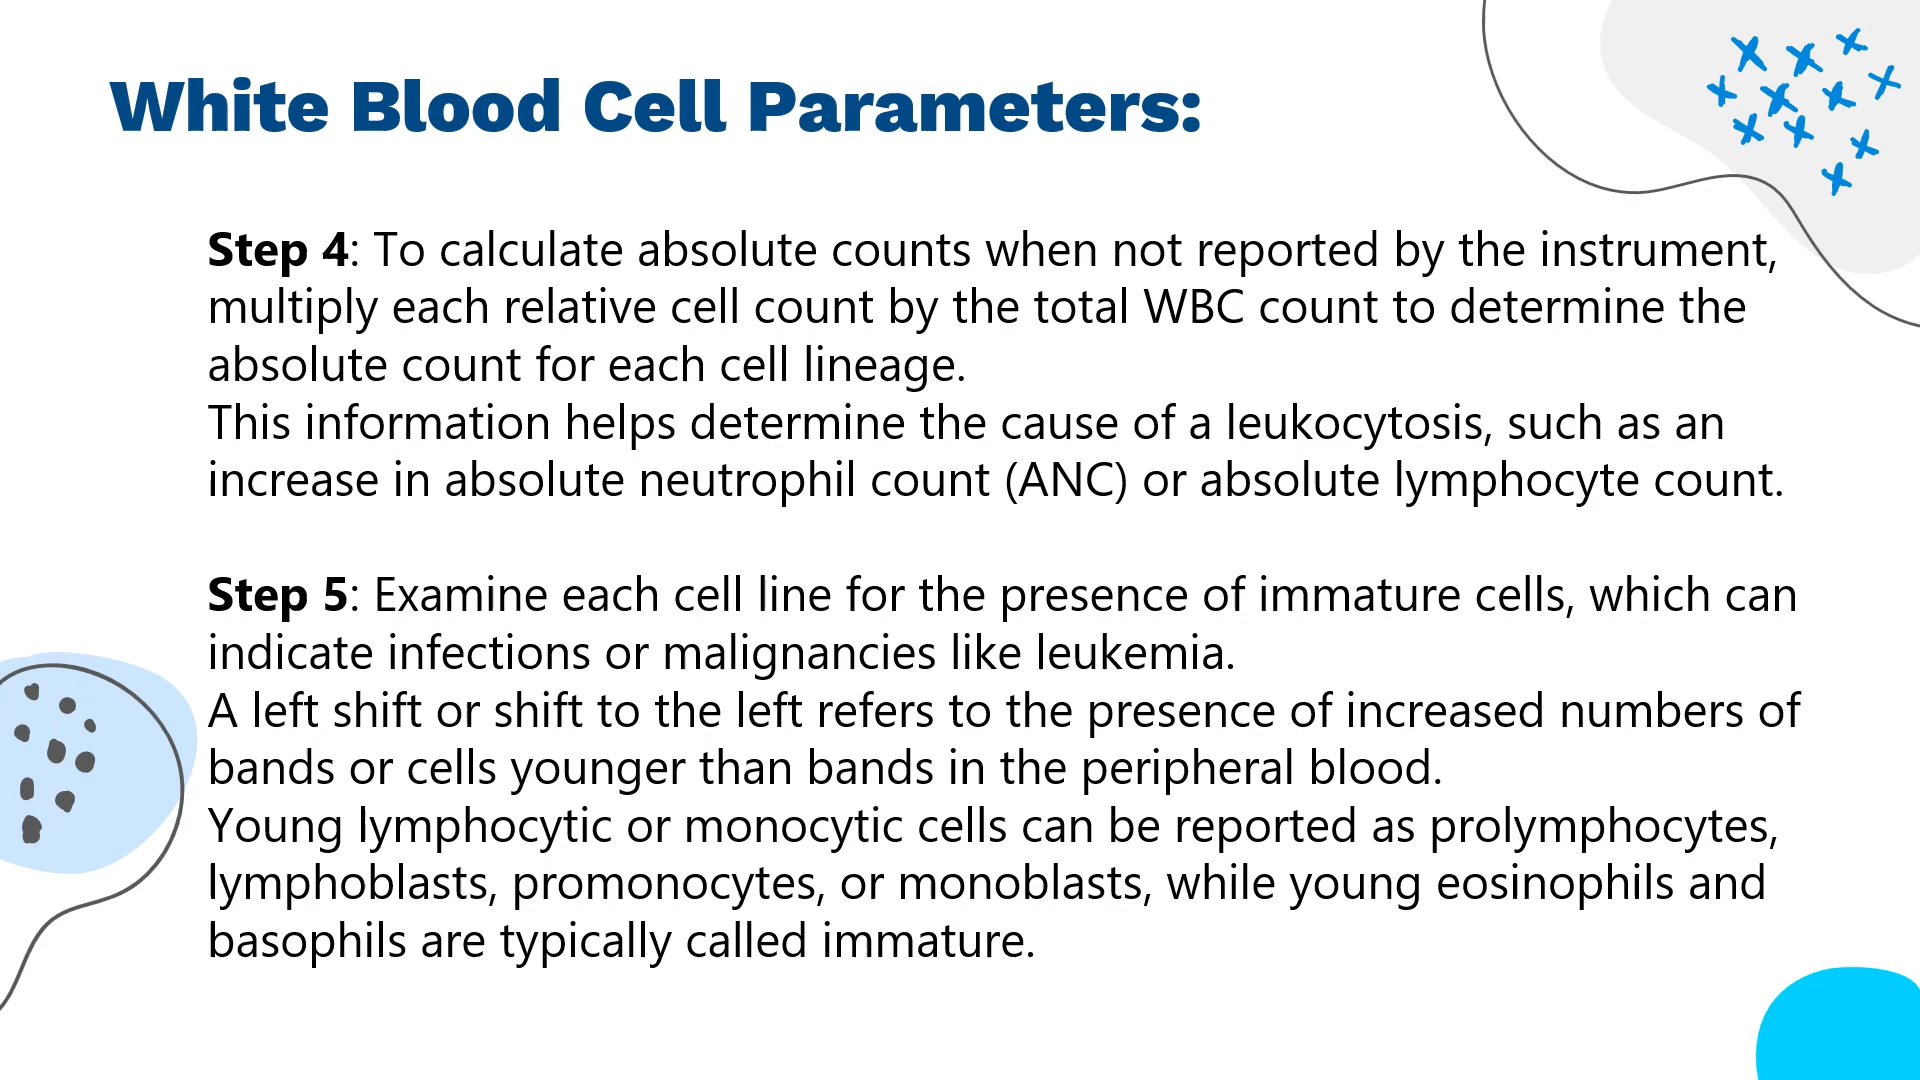 White Blood Cell Parameters:
Step 4: To calculate absolute counts when not reported by the instrument,
multiply each relative cell count by the total WBC count to determine the
absolute count for each cell lineage.
This information helps determine the cause of a leukocytosis, such as an
increase in absolute neutrophil count (ANC) or absolute lymphocyte count.
Step 5: Examine each cell line for the presence of immature cells, which can
indicate infections or malignancies like leukemia.
A left shift or shift to the left refers to the presence of increased numbers of
bands or cells younger than bands in the peripheral blood.
Young lymphocytic or monocytic cells can be reported as prolymphocytes,
lymphoblasts, promonocytes, or monoblasts, while young eosinophils and
basophils are typically called immature.